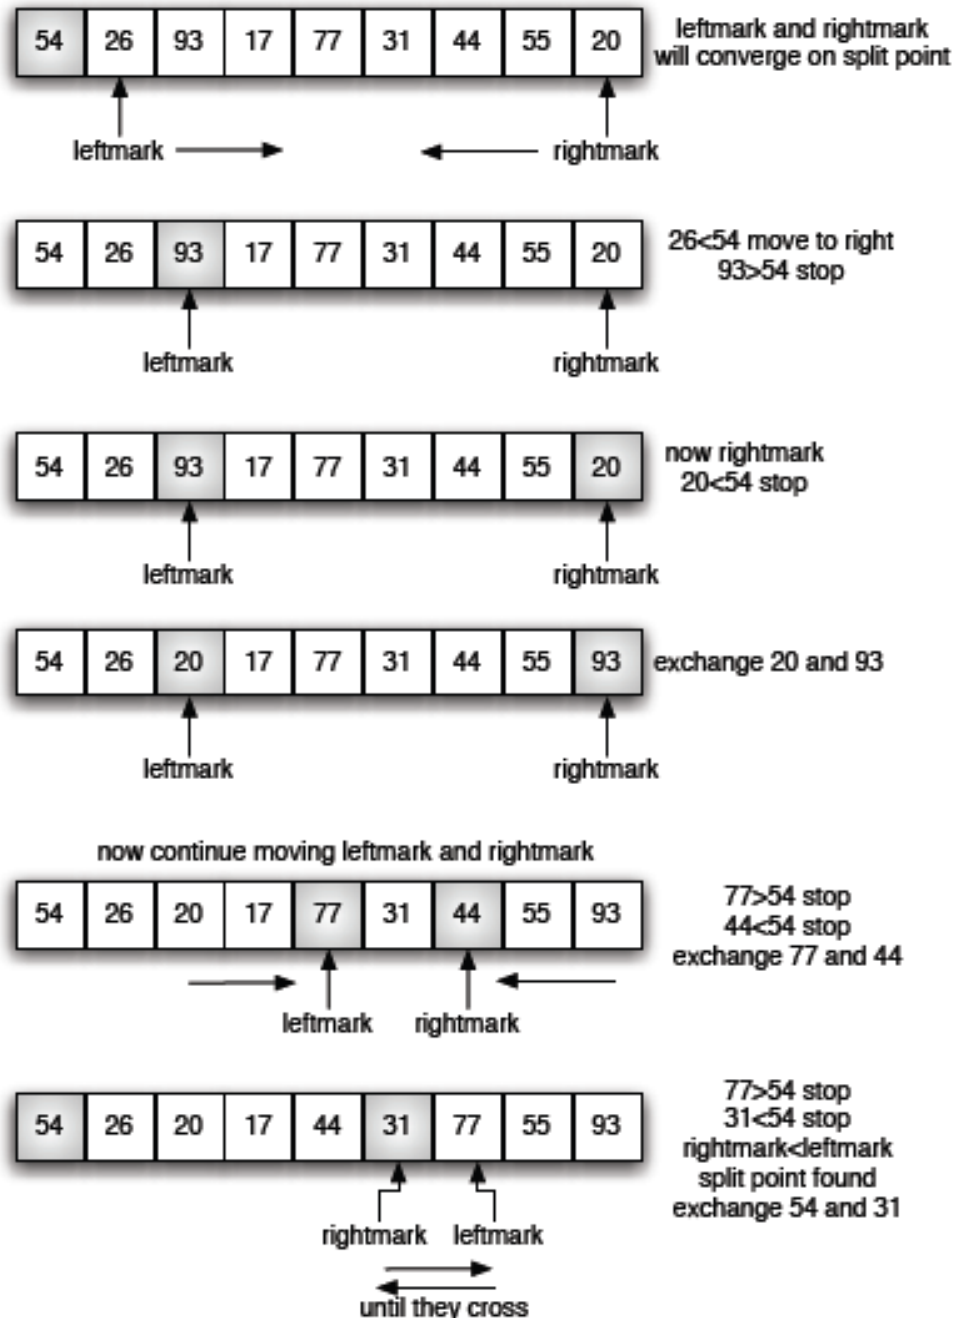 54 26 93 17 77 31 44 55 20
leftmark and rightmark
will converge on split point
leftmark rightmark
54 26 93 17 77 31 44 55 20
26<54 move to right
93>54 stop
leftmark rightmark
54 26 93 17 77 31 44 55 20
now rightmark
20<54 stop
leftmark rightmark
54 26 20 17 77 31 44 55 93
exchange 20 and 93
leftmark rightmark
now continue moving leftmark and rightmark
54 26 20 17 77 31 44 55 93
77>54 stop
44<54 stop
exchange 77 and 44
leftmark rightmark
54 26 20 17 44 31 77 55 93
77>54 stop
31<54 stop
rightmark<leftmark
split point found
exchange 54 and 31
rightmark leftmark
until they cross